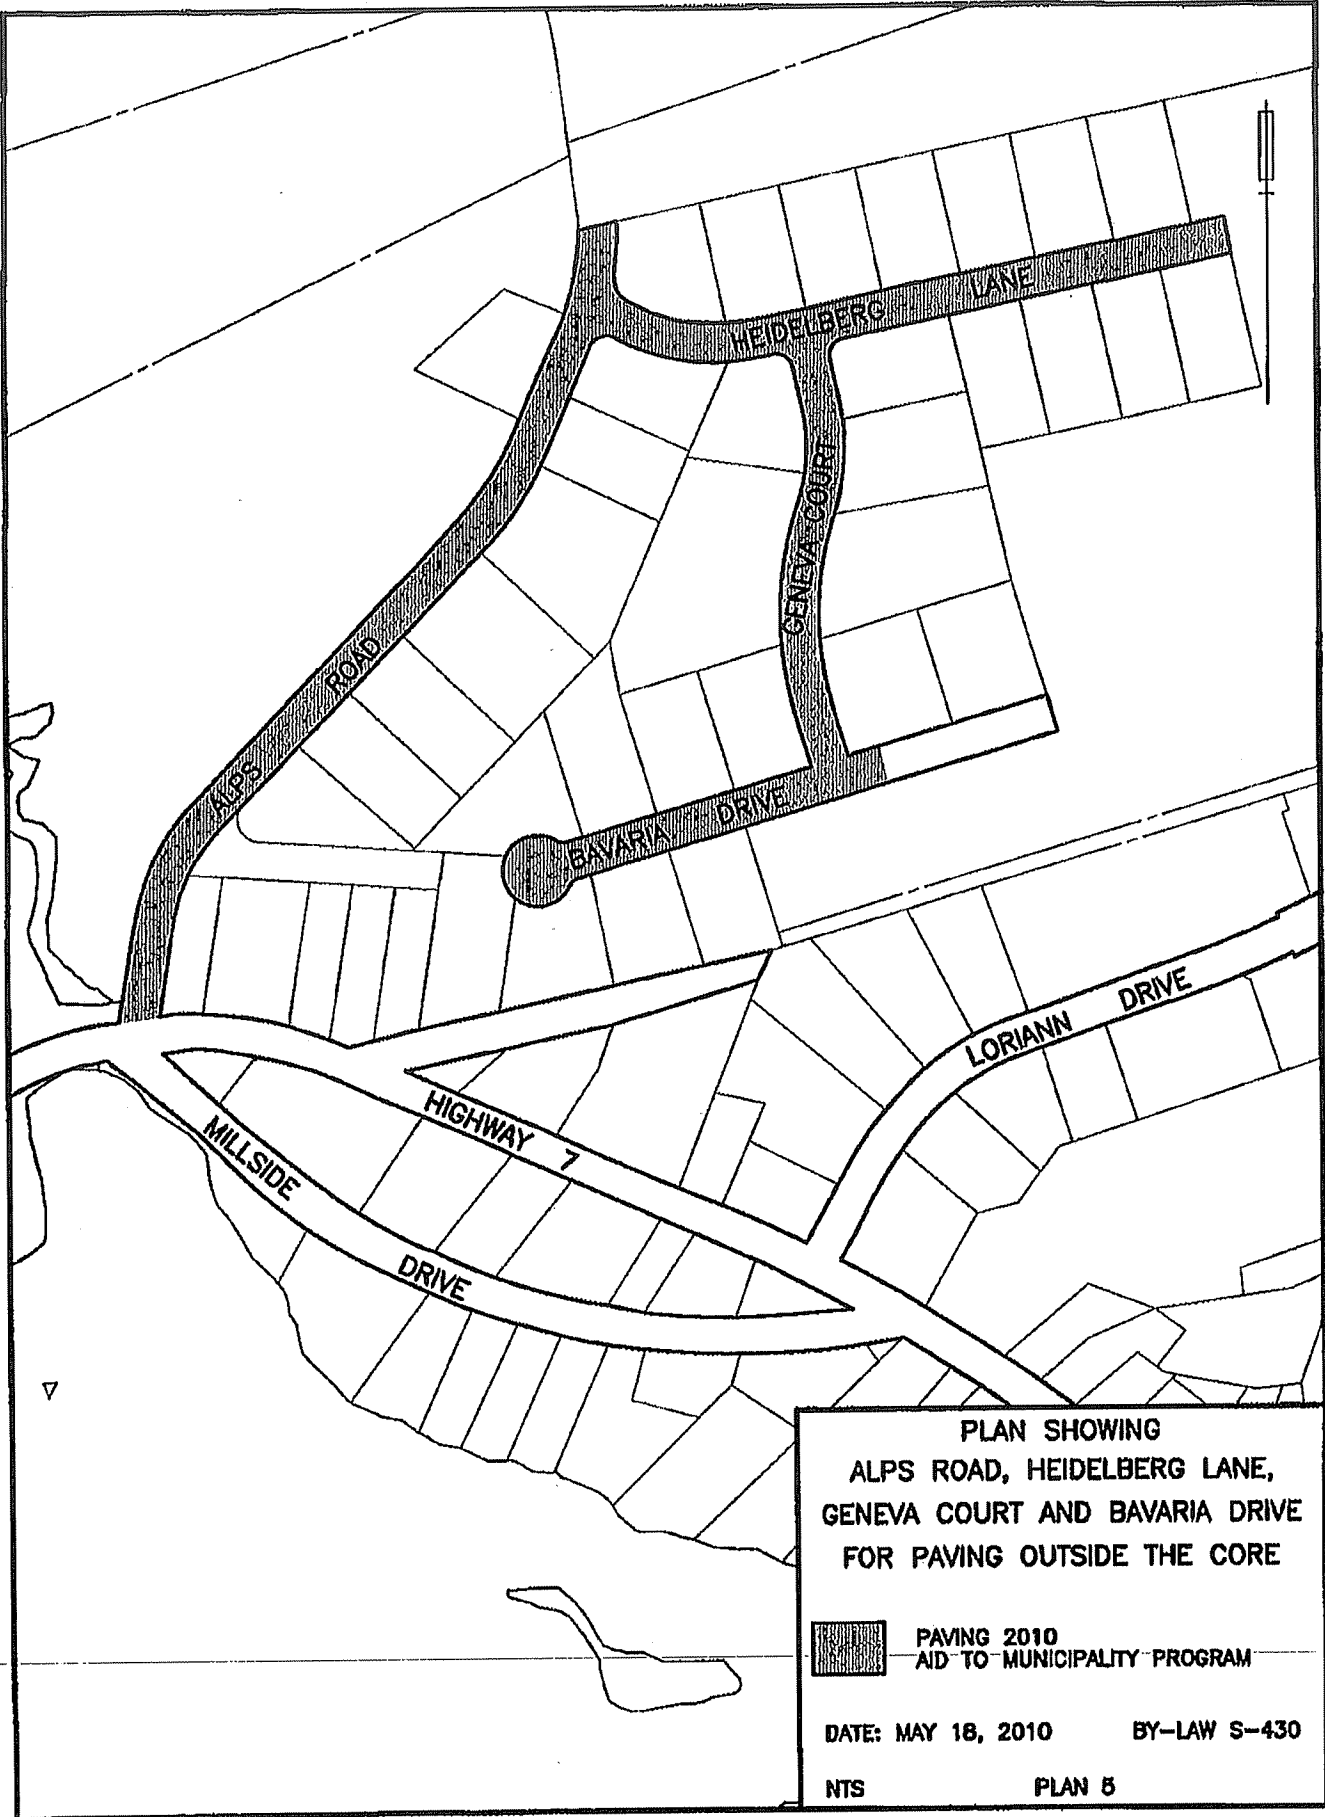 HEIDELBERG LANE
GENEVA COURT
ALPS ROAD
BAVARIA DRIVE
LORIANN DRIVE
HIGHWAY 7
MILLSIDE DRIVE
PLAN SHOWING
ALPS ROAD, HEIDELBERG LANE,
GENEVA COURT AND BAVARIA DRIVE
FOR PAVING OUTSIDE THE CORE
PAVING 2010
AID TO MUNICIPALITY PROGRAM
DATE: MAY 18, 2010 BY-LAW S-430
NTS PLAN 5